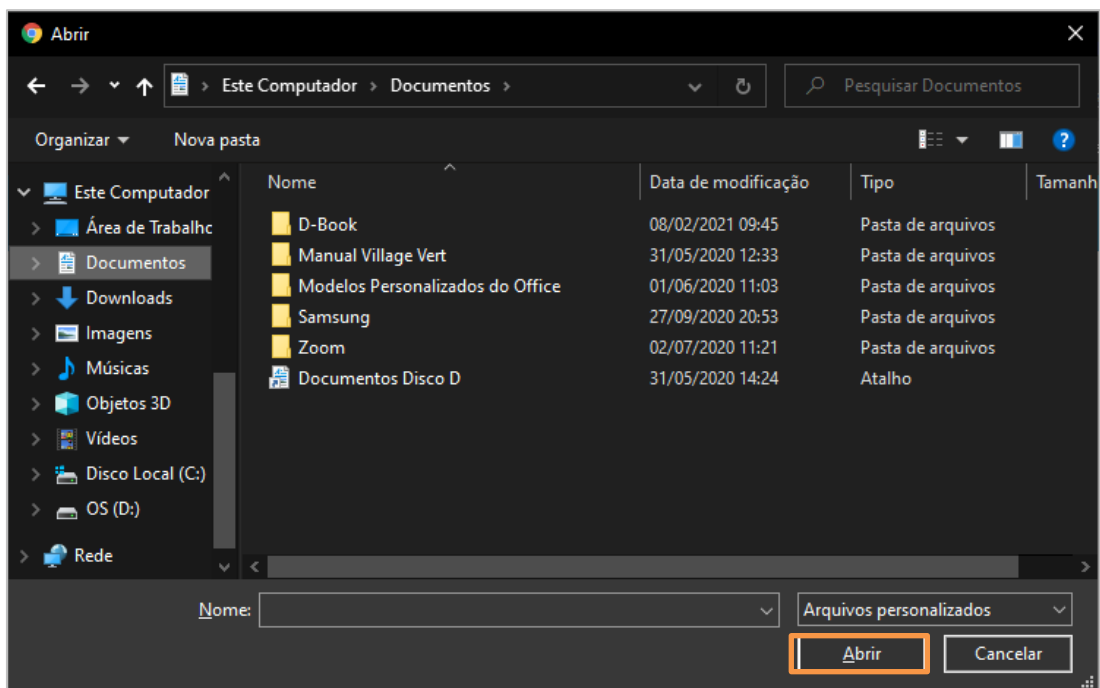 Abrir
Este Computador > Documentos >
Pesquisar Documentos
Organizar
Nova pasta
Este Computador
Área de Trabalho
Documentos
Downloads
Imagens
Músicas
Objetos 3D
Vídeos
Disco Local (C:)
OS (D:)
Rede
Nome Data de modificação Tipo Tamanh
D-Book 08/02/2021 09:45 Pasta de arquivos
Manual Village Vert 31/05/2020 12:33 Pasta de arquivos
Modelos Personalizados do Office 01/06/2020 11:03 Pasta de arquivos
Samsung 27/09/2020 20:53 Pasta de arquivos
Zoom 02/07/2020 11:21 Pasta de arquivos
Documentos Disco D 31/05/2020 14:24 Atalho
Nome:
Arquivos personalizados
Abrir
Cancelar